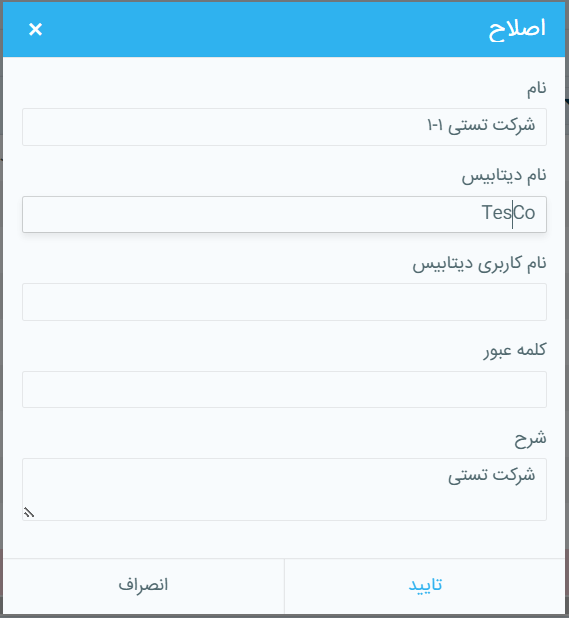 اصلاح ×
نام
شرکت تستی ۱-۱
نام دیتابیس
TesCo
نام کاربری دیتابیس
کلمه عبور
شرح
شرکت تستی
تایید انصراف